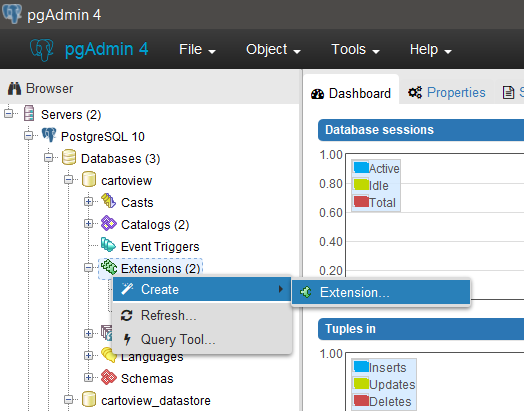 pgAdmin 4
pgAdmin 4 File Object Tools Help
Browser
Servers (2)
PostgreSQL 10
Databases (3)
cartoview
Casts
Catalogs (2)
Event Triggers
Extensions (2)
Create
Extension...
Refresh...
Query Tool...
Languages
Schemas
cartoview_datastore
Dashboard Properties S
Database sessions
1.00
0.80
0.60
0.40
0.20
Active
Idle
Total
Tuples in
1.00
Inserts
Updates
Deletes